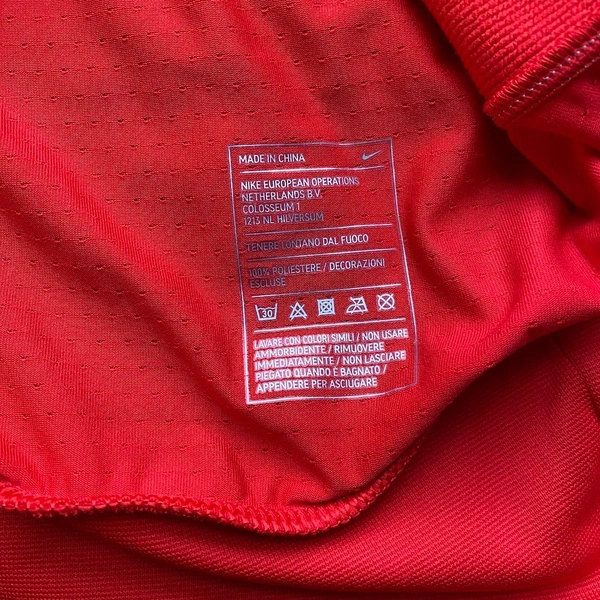 MADE IN CHINA
NIKE EUROPEAN OPERATIONS
NETHERLANDS B.V.
COLOSSEUM 1
1213 NL HILVERSUM
TENERE LONTANO DAL FUOCO
100% POLIESTERE / DECORAZIONI
ESCLUSE
30
LAVARE CON COLORI SIMILI / NON USARE
AMMORBIDENTE / RIMUOVERE
IMMEDIATAMENTE / NON LASCIARE
PIEGATO QUANDO È BAGNATO /
APPENDERE PER ASCIUGARE